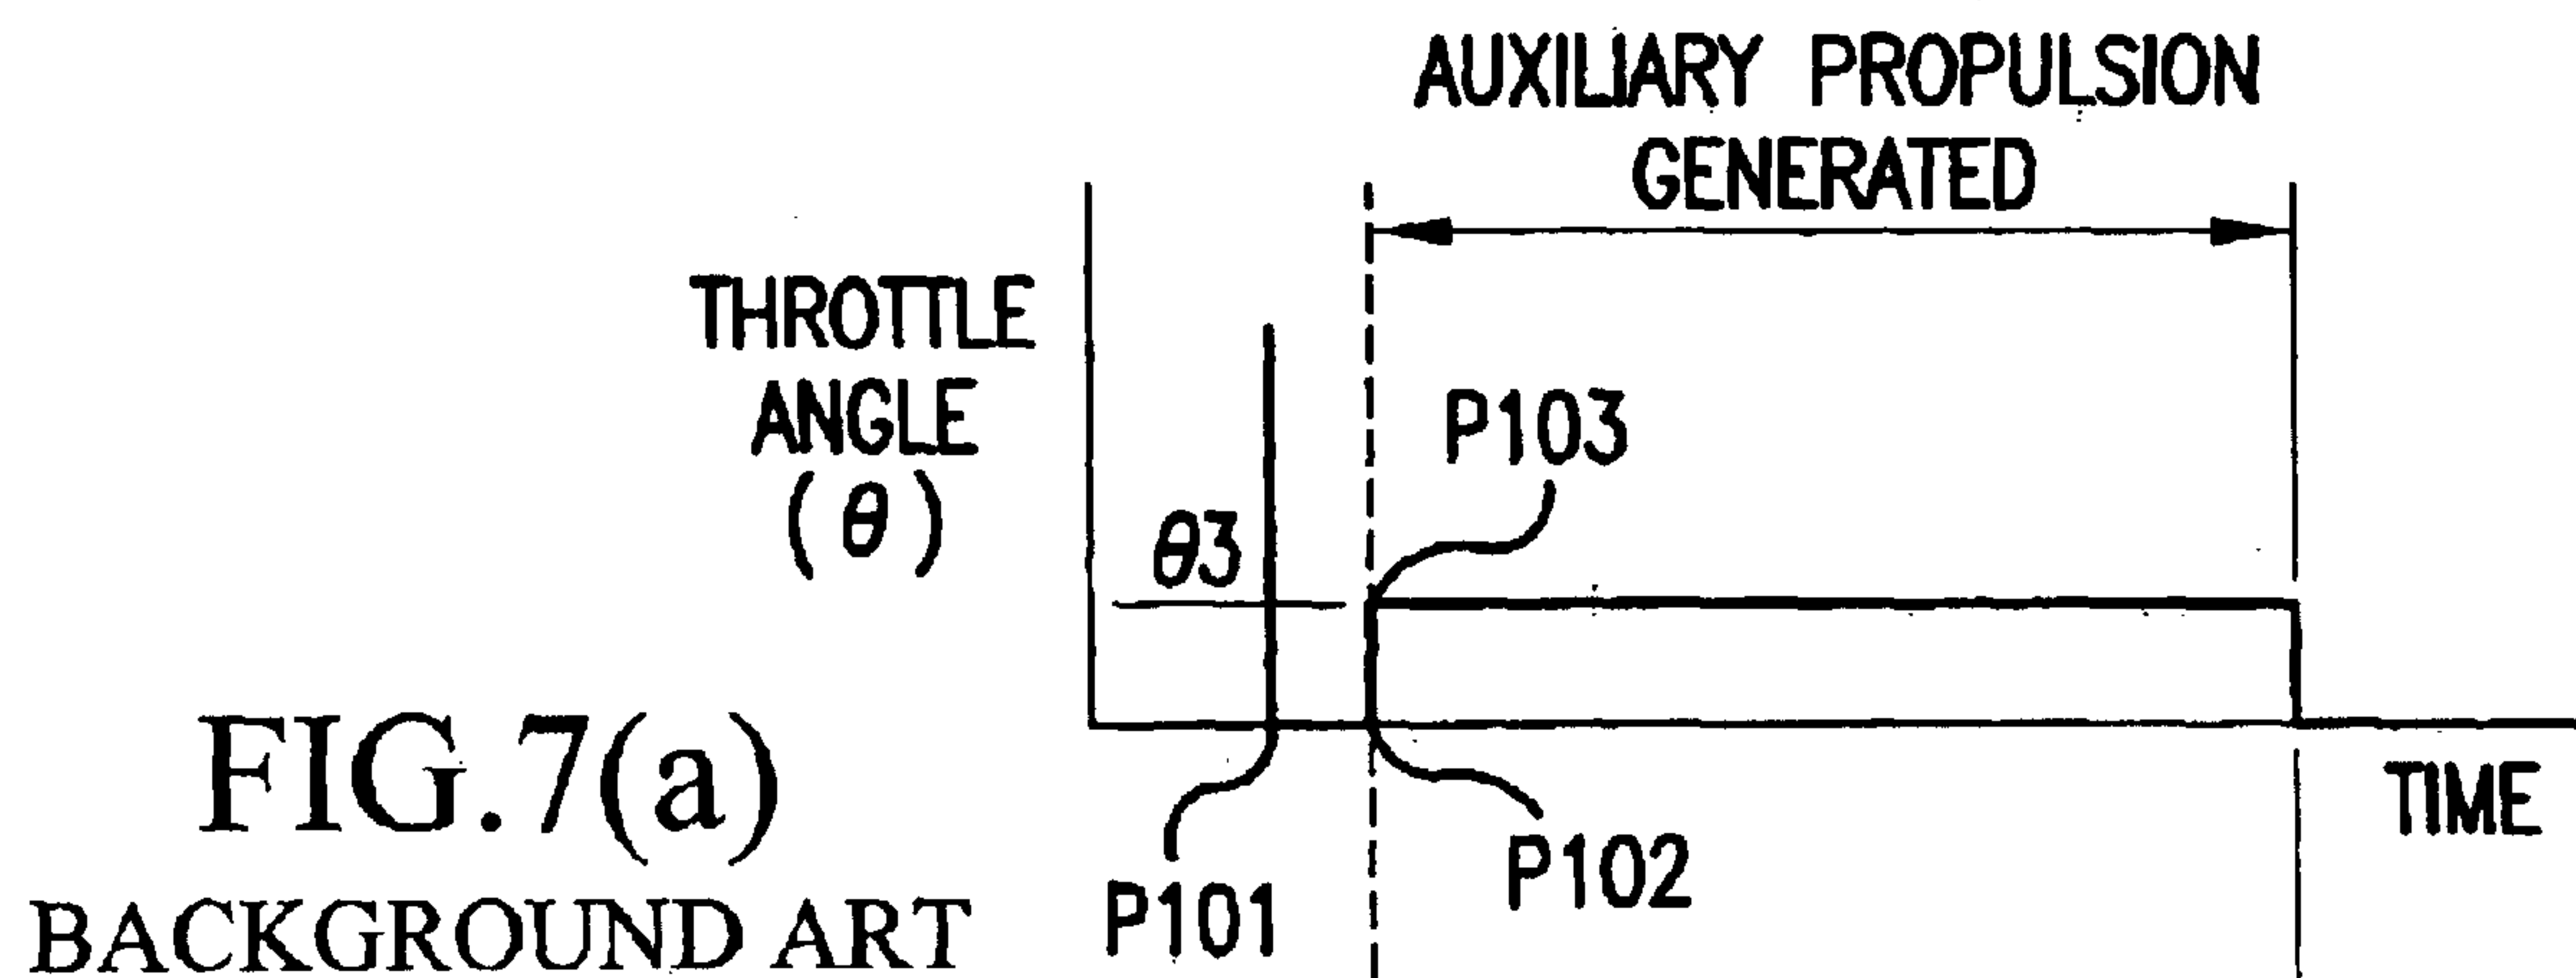 AUXILIARY PROPULSION
GENERATED
THROTTLE
ANGLE
(θ)
P103
θ3
FIG.7(a)
BACKGROUND ART
P101
P102
TIME